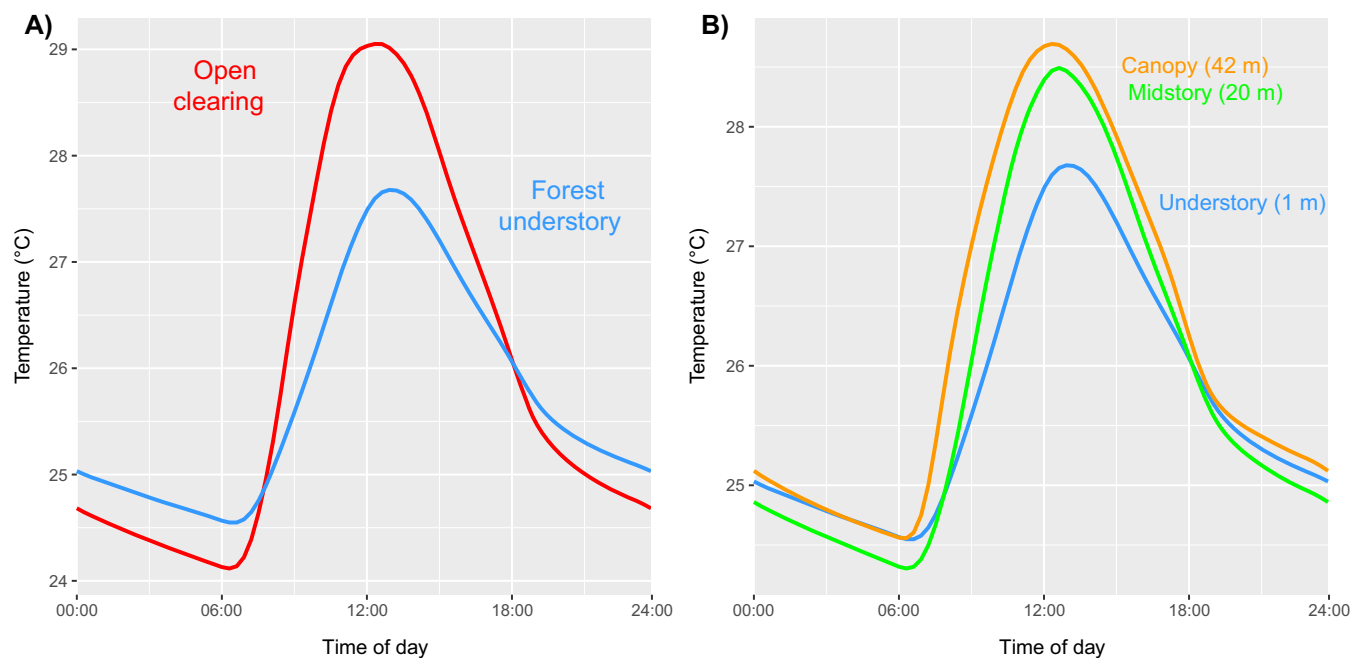 A)
Open
clearing
Forest
understory
Temperature (°C)
29
28
27
26
25
24
00:00 06:00 12:00 18:00 24:00
Time of day
B)
Canopy (42 m)
Midstory (20 m)
Understory (1 m)
Temperature (°C)
28
27
26
25
00:00 06:00 12:00 18:00 24:00
Time of day